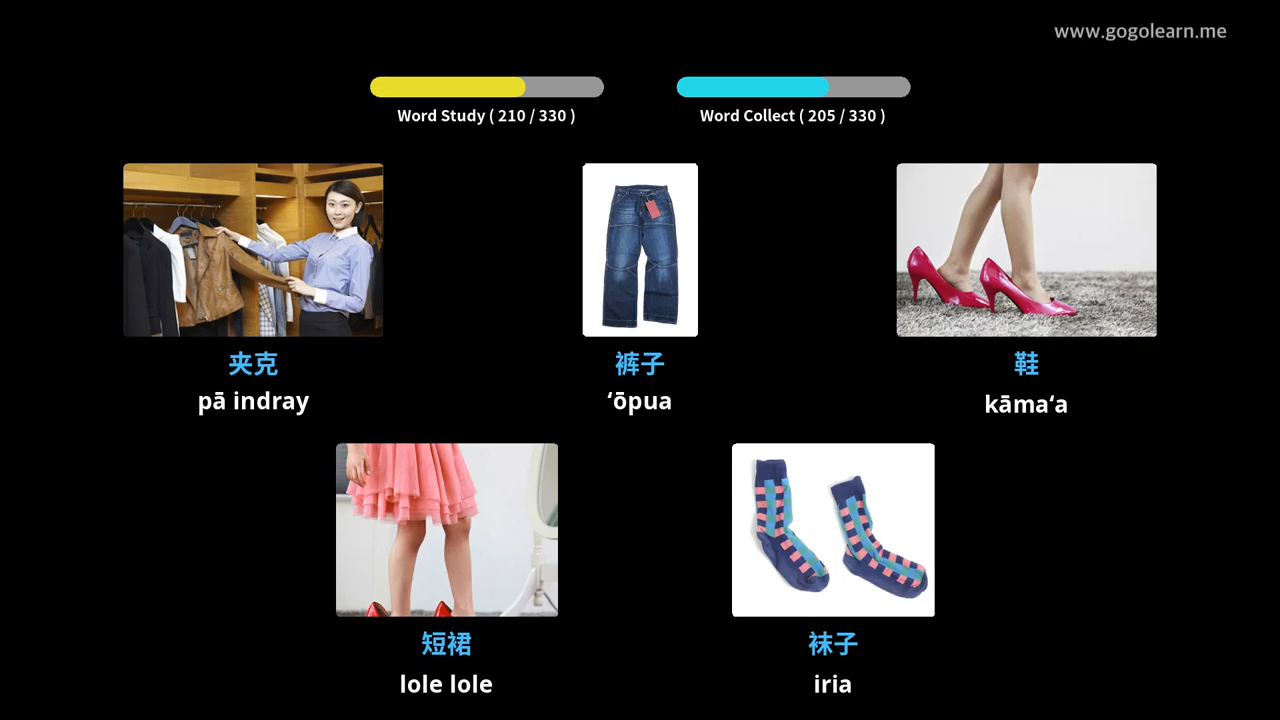 www.gogolearn.me
Word Study ( 210 / 330 )
Word Collect ( 205 / 330 )
夹克
pā indray
裤子
ʻōpua
鞋
kāmaʻa
短裙
lole lole
袜子
iria